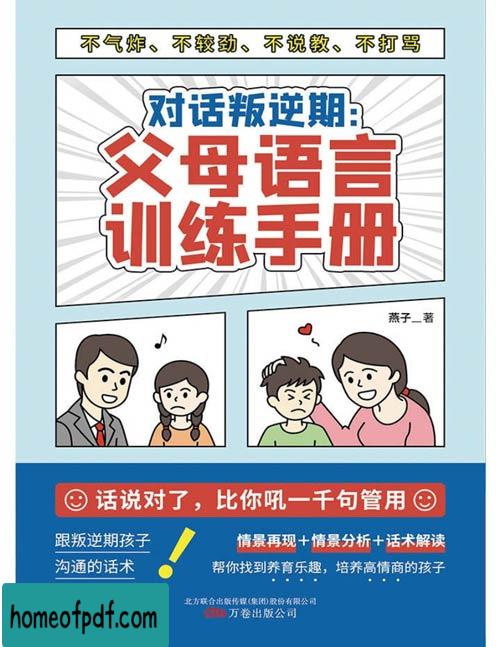 不气炸、不较劲、不说教、不打骂
对话叛逆期:
父母语言
训练手册
燕子＿著
话说对了，比你吼一千句管用
跟叛逆期孩子
沟通的话术
!
情景再现+情景分析+话术解读
帮你找到养育乐趣，培养高情商的孩子
北方联合出版传媒(集团)股份有限公司
万卷出版公司
homeofpdf.com